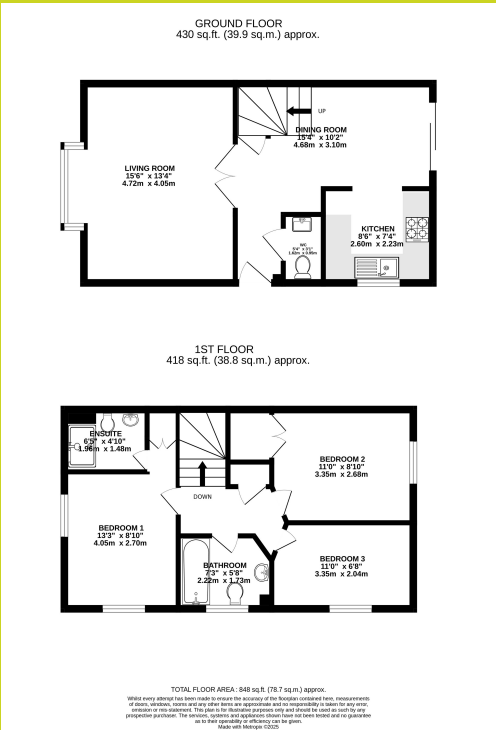 GROUND FLOOR
430 sq.ft. (39.9 sq.m.) approx.
UP
DINING ROOM
15'4" x 10'2"
4.68m x 3.10m
LIVING ROOM
15'6" x 13'4"
4.72m x 4.05m
KITCHEN
8'6" x 7'4"
2.60m x 2.23m
WC
1ST FLOOR
418 sq.ft. (38.8 sq.m.) approx.
ENSUITE
6'5" x 4'10"
1.96m x 1.48m
BEDROOM 2
11'0" x 8'10"
3.35m x 2.68m
DOWN
BEDROOM 1
13'3" x 8'10"
4.05m x 2.70m
BATHROOM
7'3" x 5'8"
2.22m x 1.73m
BEDROOM 3
11'0" x 6'8"
3.35m x 2.04m
TOTAL FLOOR AREA : 848 sq.ft. (78.7 sq.m.) approx.
Whilst every attempt has been made to ensure the accuracy of the floorplan contained here, measurements
of doors, windows, rooms and any other items are approximate and no responsibility is taken for any error,
omission or mis-statement. This plan is for illustrative purposes only and should be used as such by any
prospective purchaser. The services, systems and appliances shown have not been tested and no guarantee
as to their operability or efficiency can be given.
Made with Metropix ©2025